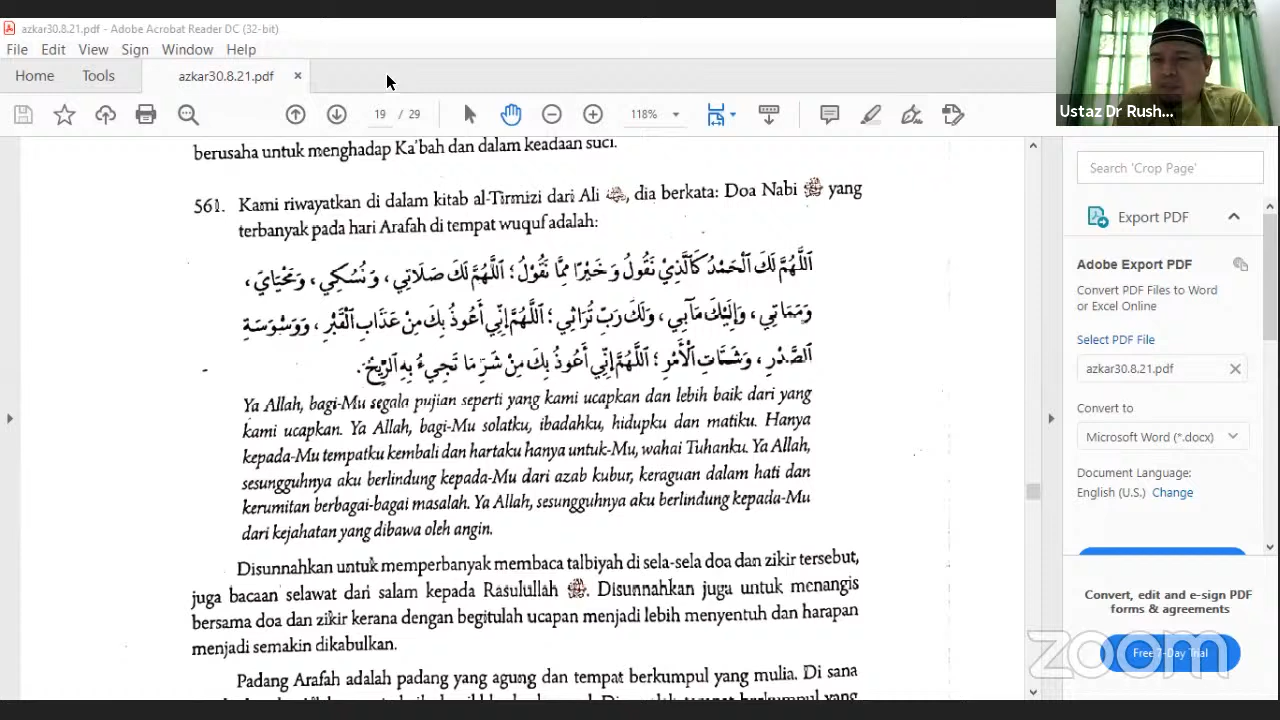 azkar30.8.21.pdf - Adobe Acrobat Reader DC (32-bit)
File Edit View Sign Window Help
Home Tools azkar30.8.21.pdf ×
19 / 29 118%
Ustaz Dr Rush...
berusaha untuk menghadap Ka'bah dan dalam keadaan suci.
561. Kami riwayatkan di dalam kitab al-Tirmizi dari Ali , dia berkata: Doa Nabi ﷺ yang
terbanyak pada hari Arafah di tempat wuquf adalah:
اَللَّهُمَّ لَكَ الْحَمْدُ كَالَّذِيْ نَقُولُ وَخَيْرًا مِمَّا نَقُوْلُ؛ اَللَّهُمَّ لَكَ صَلَاتِي، وَنُسُكِي، وَمَحْيَايَ،
وَمَمَاتِي، وَإِلَيْكَ مَآبِي، وَلَكَ رَبِّ تُرَاثِي؛ اَللَّهُمَّ إِنِّي أَعُوذُ بِكَ مِنْ عَذَابِ الْقَبْرِ، وَوَسْوَسَةِ
الصَّدْرِ، وَشَتَاتِ الْأَمْرِ؛ اَللَّهُمَّ إِنِّي أَعُوذُ بِكَ مِنْ شَرِّ مَا تَجِيءُ بِهِ الرِّيْحُ.
Ya Allah, bagi-Mu segala pujian seperti yang kami ucapkan dan lebih baik dari yang
kami ucapkan. Ya Allah, bagi-Mu solatku, ibadahku, hidupku dan matiku. Hanya
kepada-Mu tempatku kembali dan hartaku hanya untuk-Mu, wahai Tuhanku. Ya Allah,
sesungguhnya aku berlindung kepada-Mu dari azab kubur, keraguan dalam hati dan
kerumitan berbagai-bagai masalah. Ya Allah, sesungguhnya aku berlindung kepada-Mu
dari kejahatan yang dibawa oleh angin.
Disunnahkan untuk memperbanyak membaca talbiyah di sela-sela doa dan zikir tersebut,
juga bacaan selawat dan salam kepada Rasulullah ﷺ. Disunnahkan juga untuk menangis
bersama doa dan zikir kerana dengan begitulah ucapan menjadi lebih menyentuh dan harapan
menjadi semakin dikabulkan.
Padang Arafah adalah padang yang agung dan tempat berkumpul yang mulia. Di sana
Search 'Crop Page'
Export PDF
Adobe Export PDF
Convert PDF Files to Word
or Excel Online
Select PDF File
azkar30.8.21.pdf ×
Convert to
Microsoft Word (*.docx)
Document Language:
English (U.S.) Change
Convert, edit and e-sign PDF
forms & agreements
Free 7-Day Trial
zoom